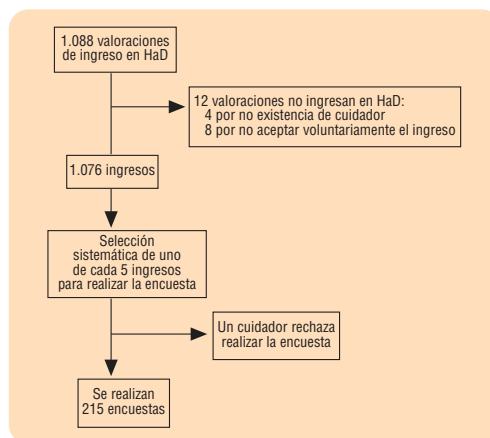 1.088 valoraciones
de ingreso en HaD
12 valoraciones no ingresan en HaD:
4 por no existencia de cuidador
8 por no aceptar voluntariamente el ingreso
1.076 ingresos
Selección
sistemática de uno
de cada 5 ingresos
para realizar la encuesta
Un cuidador rechaza
realizar la encuesta
Se realizan
215 encuestas